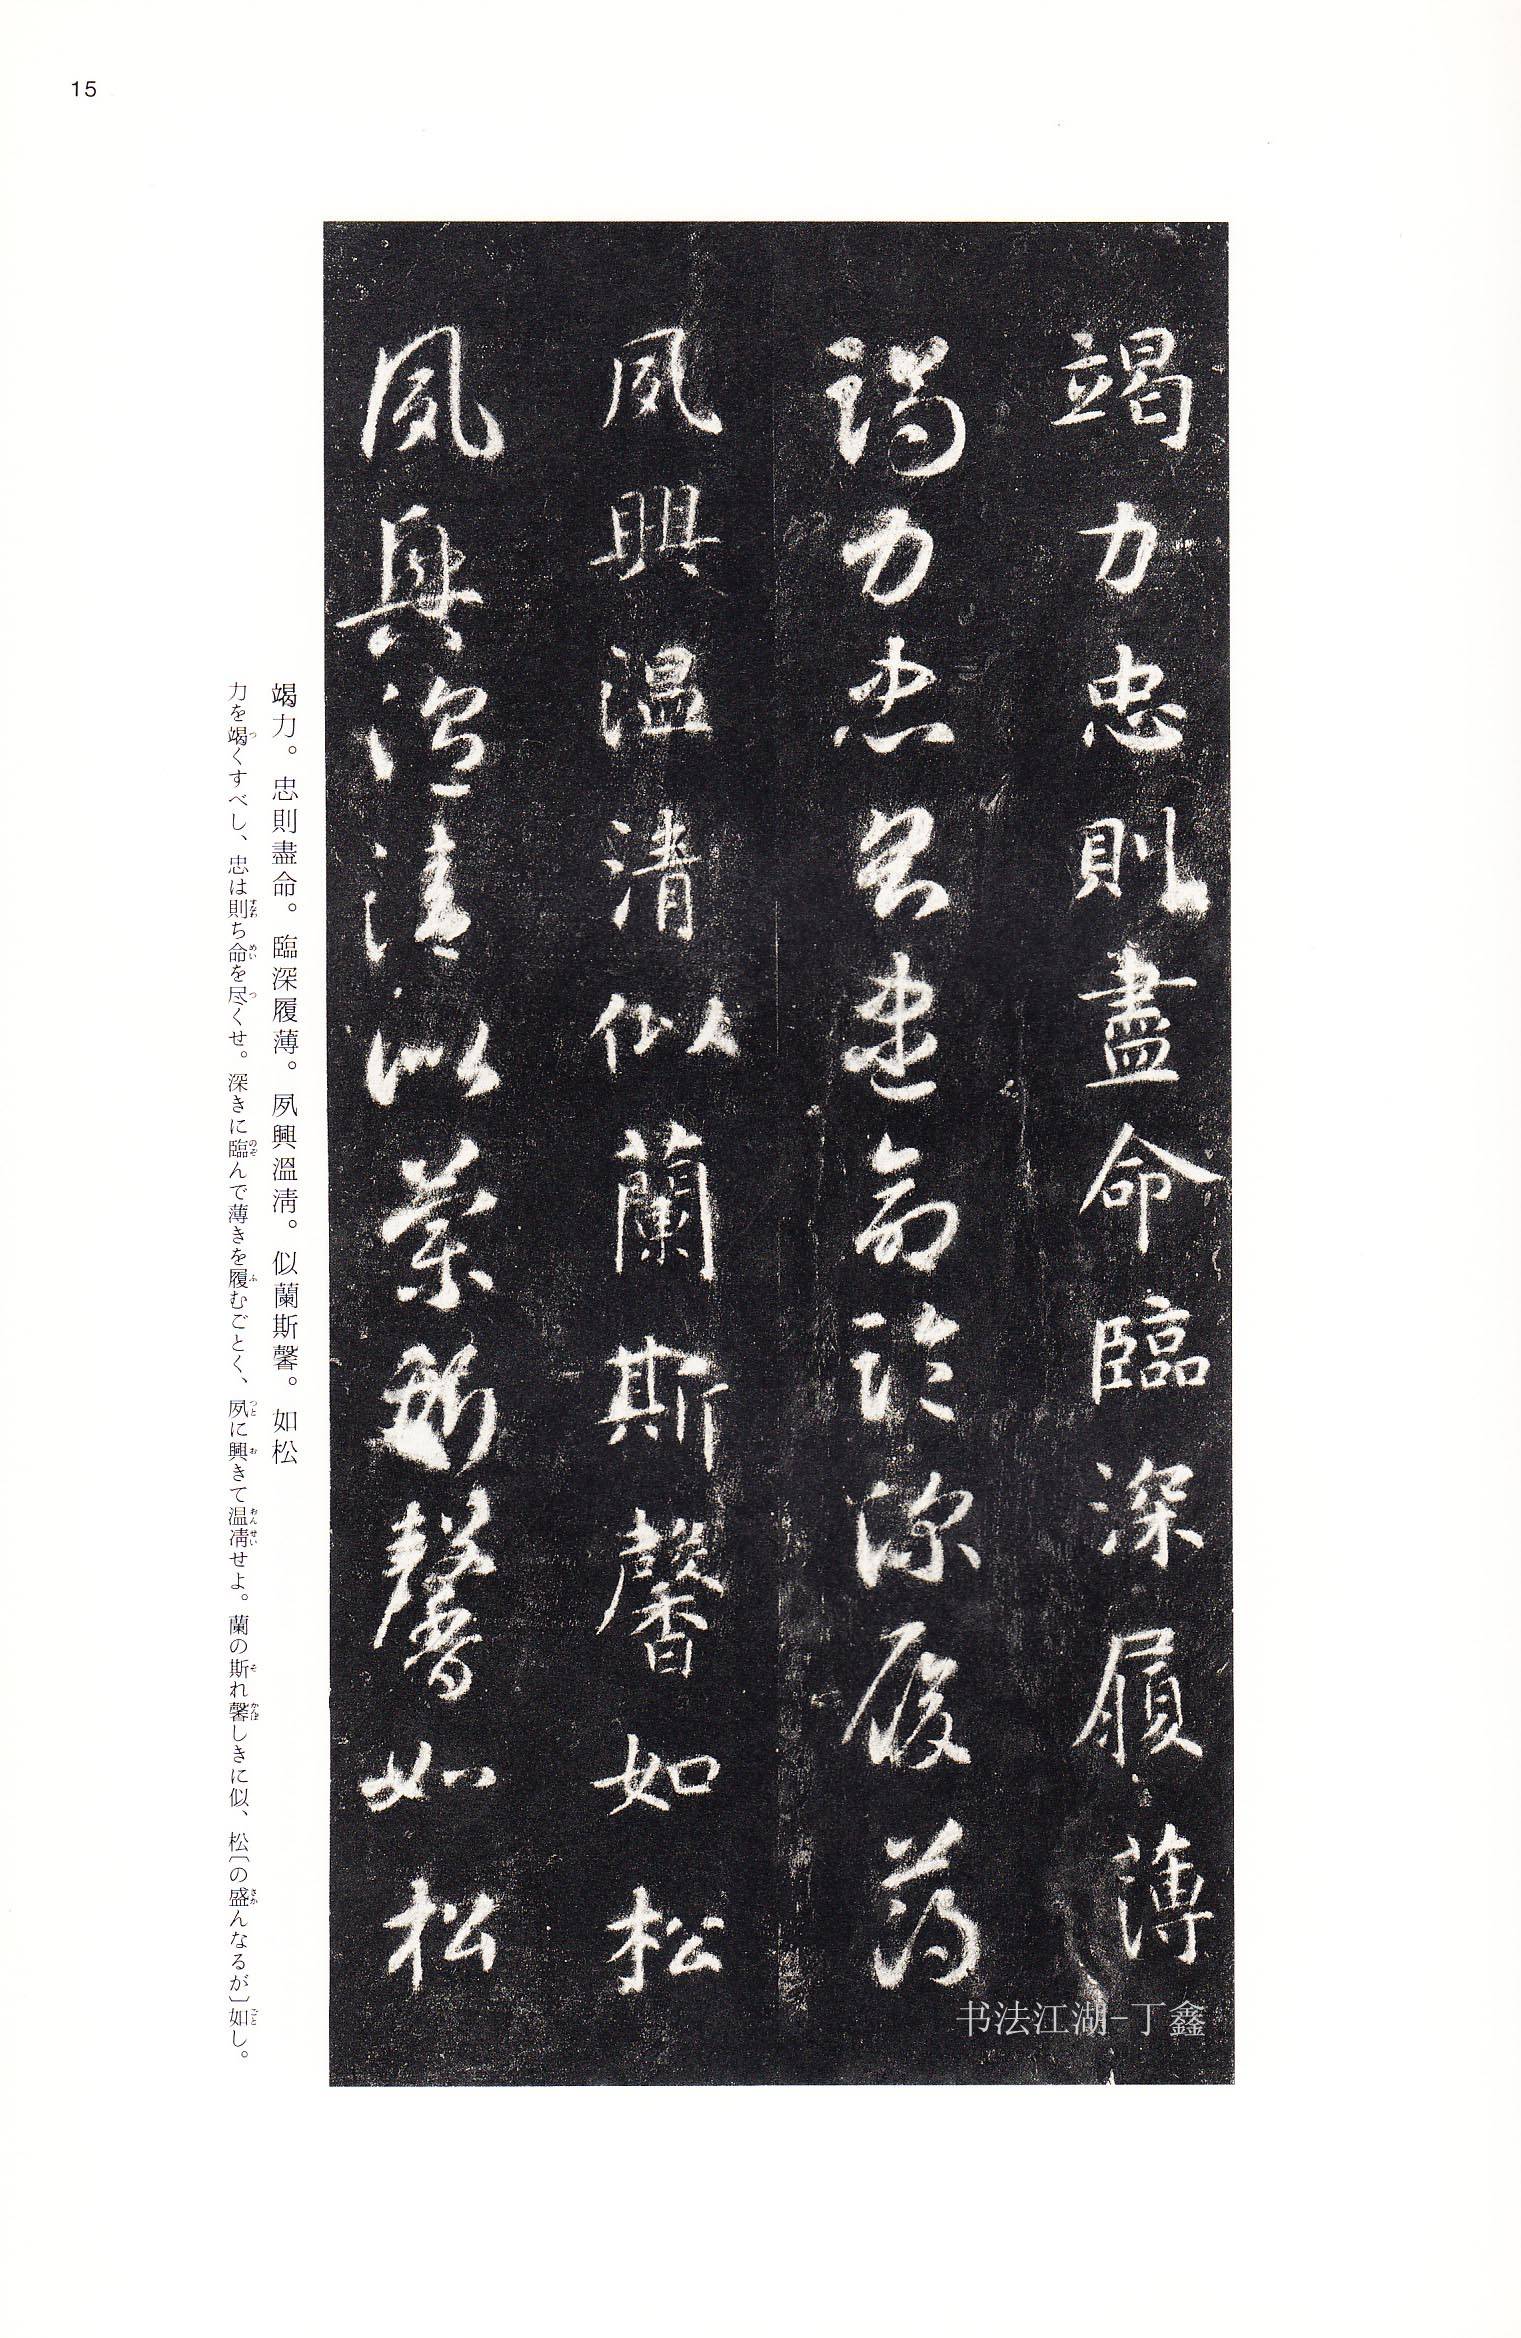 15
竭力忠則盡命臨深履薄
竭力忠則盡命臨深履薄
夙興温清似蘭斯馨如松
夙興温清似蘭斯馨如松
书法江湖-丁鑫
竭力。忠則盡命。臨深履薄。夙興溫凊。似蘭斯馨。如松
力を竭くすべし、忠は則ち命を尽くせ。深きに臨んで薄きを履むごとく、夙に興きて温凊せよ。蘭の斯れ馨しきに似、松〔の盛んなるが〕如し。